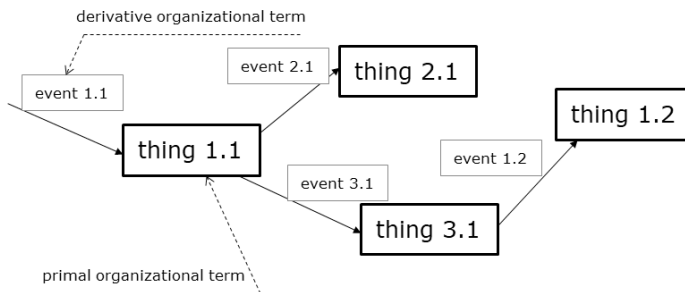 derivative organizational term
event 1.1
event 2.1
thing 2.1
thing 1.2
thing 1.1
event 1.2
event 3.1
thing 3.1
primal organizational term